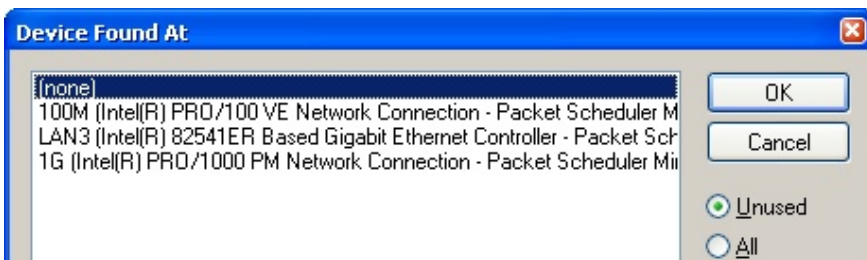 Device Found At
(none)
100M (Intel(R) PRO/100 VE Network Connection - Packet Scheduler M
LAN3 (Intel(R) 82541ER Based Gigabit Ethernet Controller - Packet Sch
1G (Intel(R) PRO/1000 PM Network Connection - Packet Scheduler Mi
OK
Cancel
Unused
All